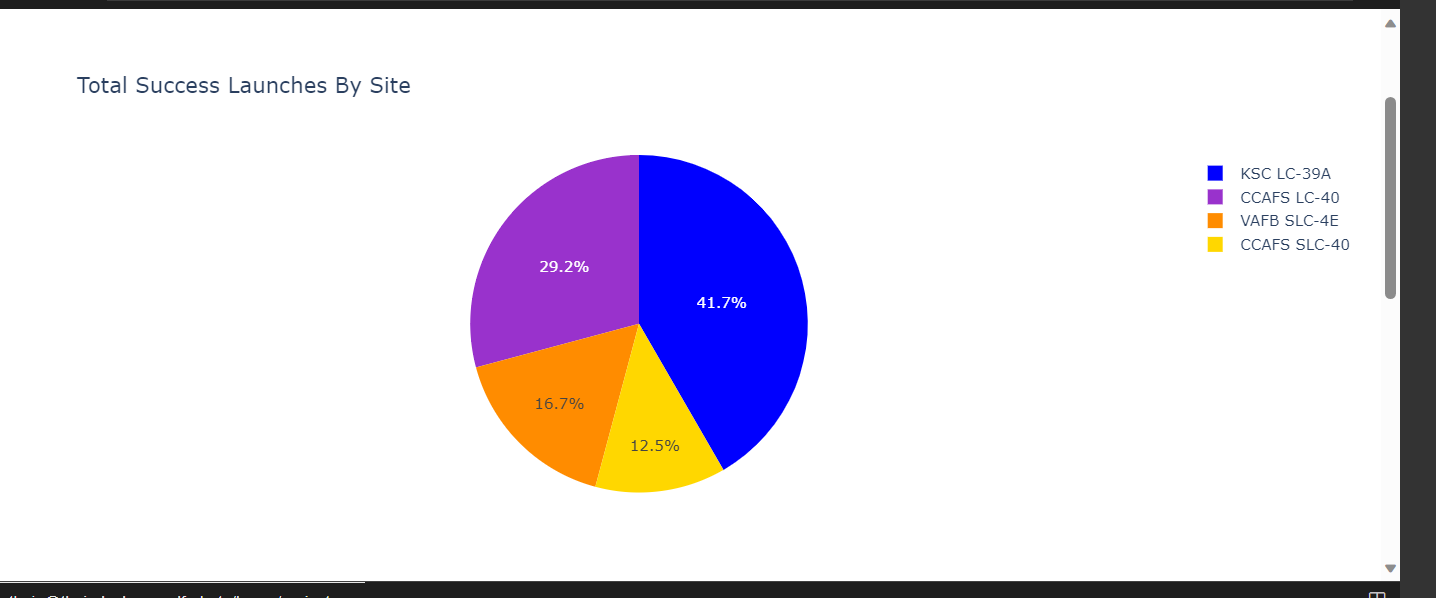 Total Success Launches By Site
KSC LC-39A
CCAFS LC-40
VAFB SLC-4E
CCAFS SLC-40
29.2%
41.7%
16.7%
12.5%